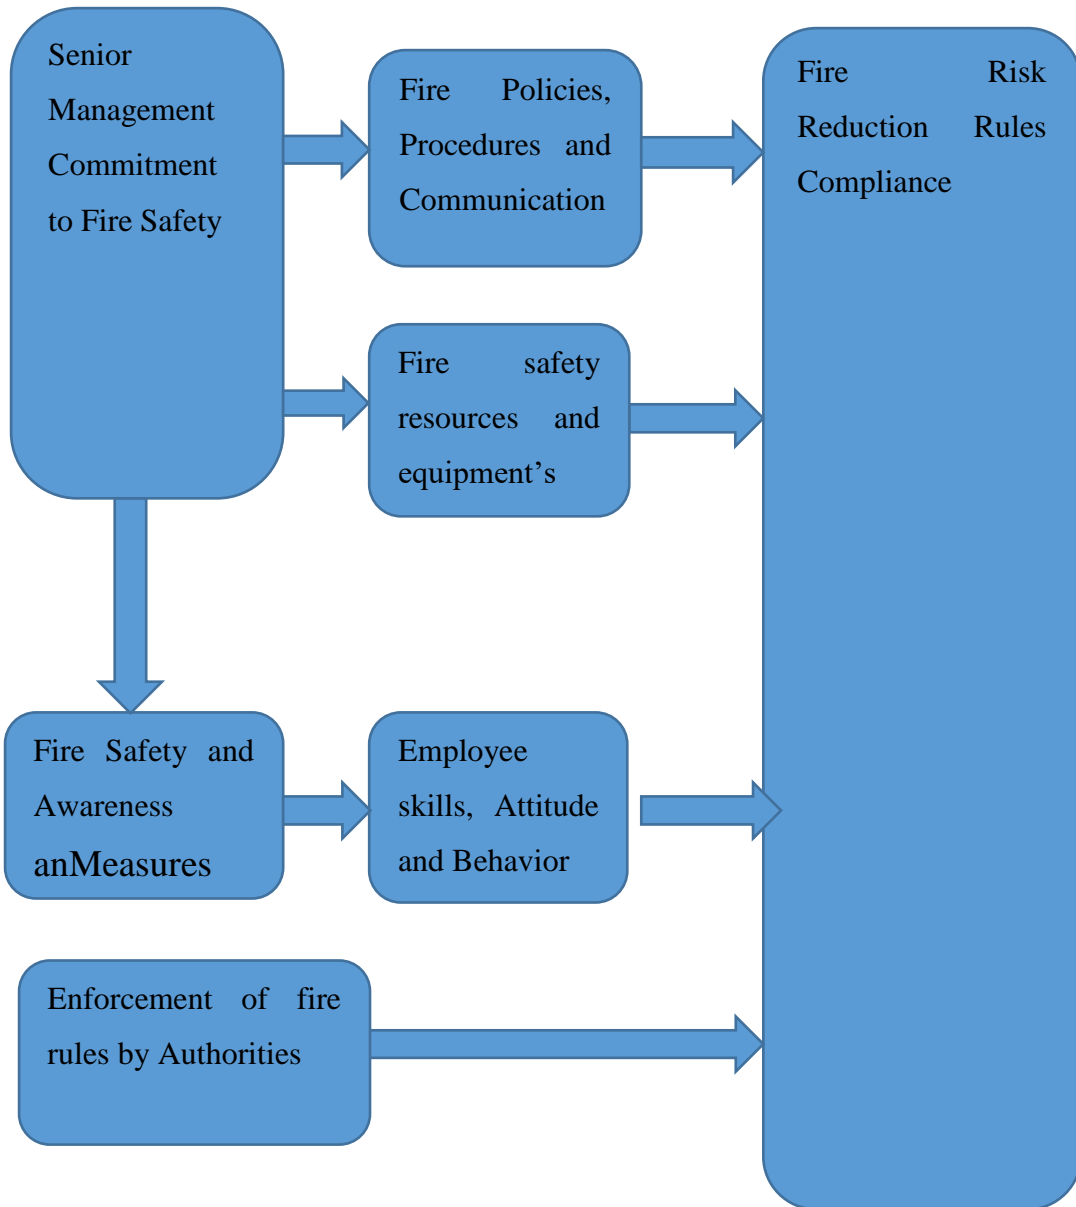 Senior
Management
Commitment
to Fire Safety
Fire Policies,
Procedures and
Communication
Fire Risk
Reduction Rules
Compliance
Fire safety
resources and
equipment’s
Fire Safety and
Awareness
anMeasures
Employee
skills, Attitude
and Behavior
Enforcement of fire
rules by Authorities